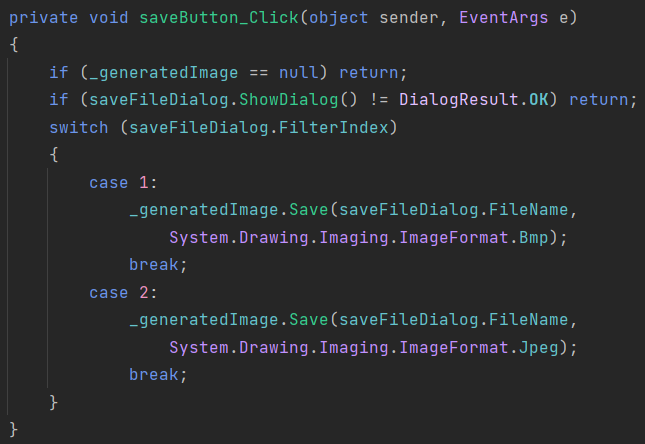 private void saveButton_Click(object sender, EventArgs e)
{
    if (_generatedImage == null) return;
    if (saveFileDialog.ShowDialog() != DialogResult.OK) return;
    switch (saveFileDialog.FilterIndex)
    {
        case 1:
            _generatedImage.Save(saveFileDialog.FileName,
                System.Drawing.Imaging.ImageFormat.Bmp);
            break;
        case 2:
            _generatedImage.Save(saveFileDialog.FileName,
                System.Drawing.Imaging.ImageFormat.Jpeg);
            break;
    }
}